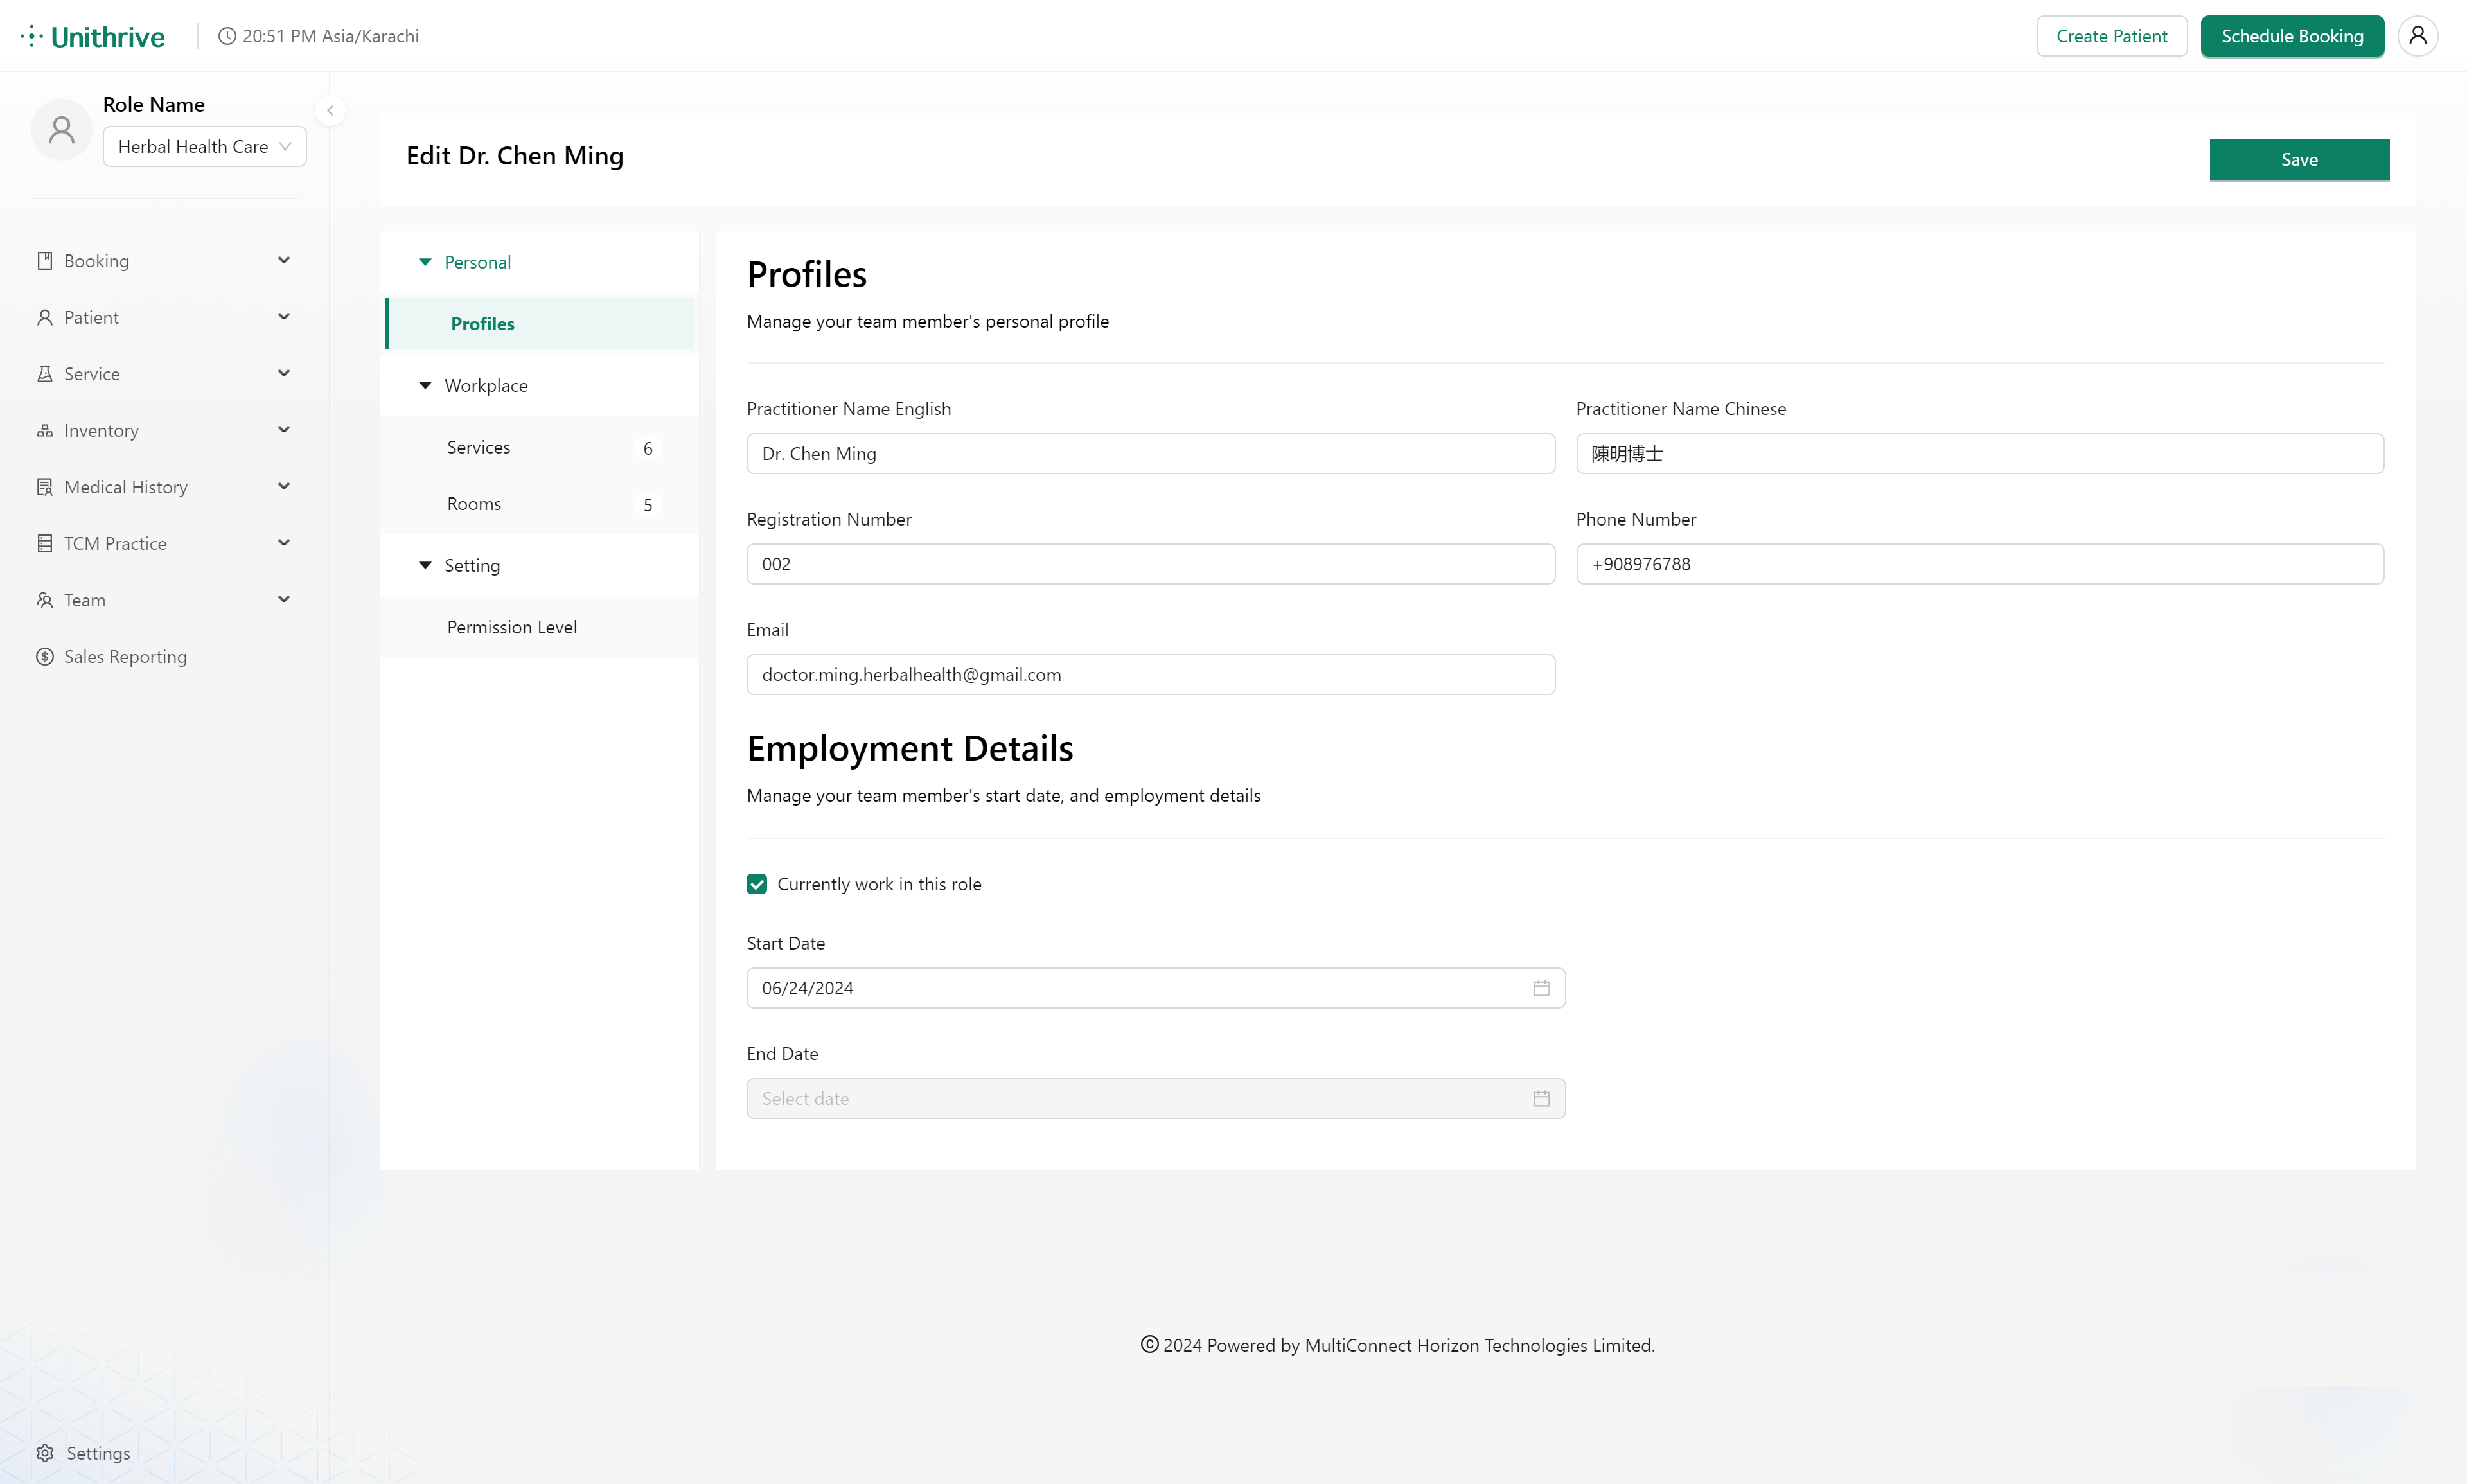 Unithrive
20:51 PM Asia/Karachi
Create Patient
Schedule Booking
Role Name
Herbal Health Care
Booking
Patient
Service
Inventory
Medical History
TCM Practice
Team
Sales Reporting
Settings
Edit Dr. Chen Ming
Save
Personal
Profiles
Workplace
Services 6
Rooms 5
Setting
Permission Level
Profiles
Manage your team member's personal profile
Practitioner Name English
Dr. Chen Ming
Practitioner Name Chinese
陳明博士
Registration Number
002
Phone Number
+908976788
Email
doctor.ming.herbalhealth@gmail.com
Employment Details
Manage your team member's start date, and employment details
Currently work in this role
Start Date
06/24/2024
End Date
Select date
© 2024 Powered by MultiConnect Horizon Technologies Limited.